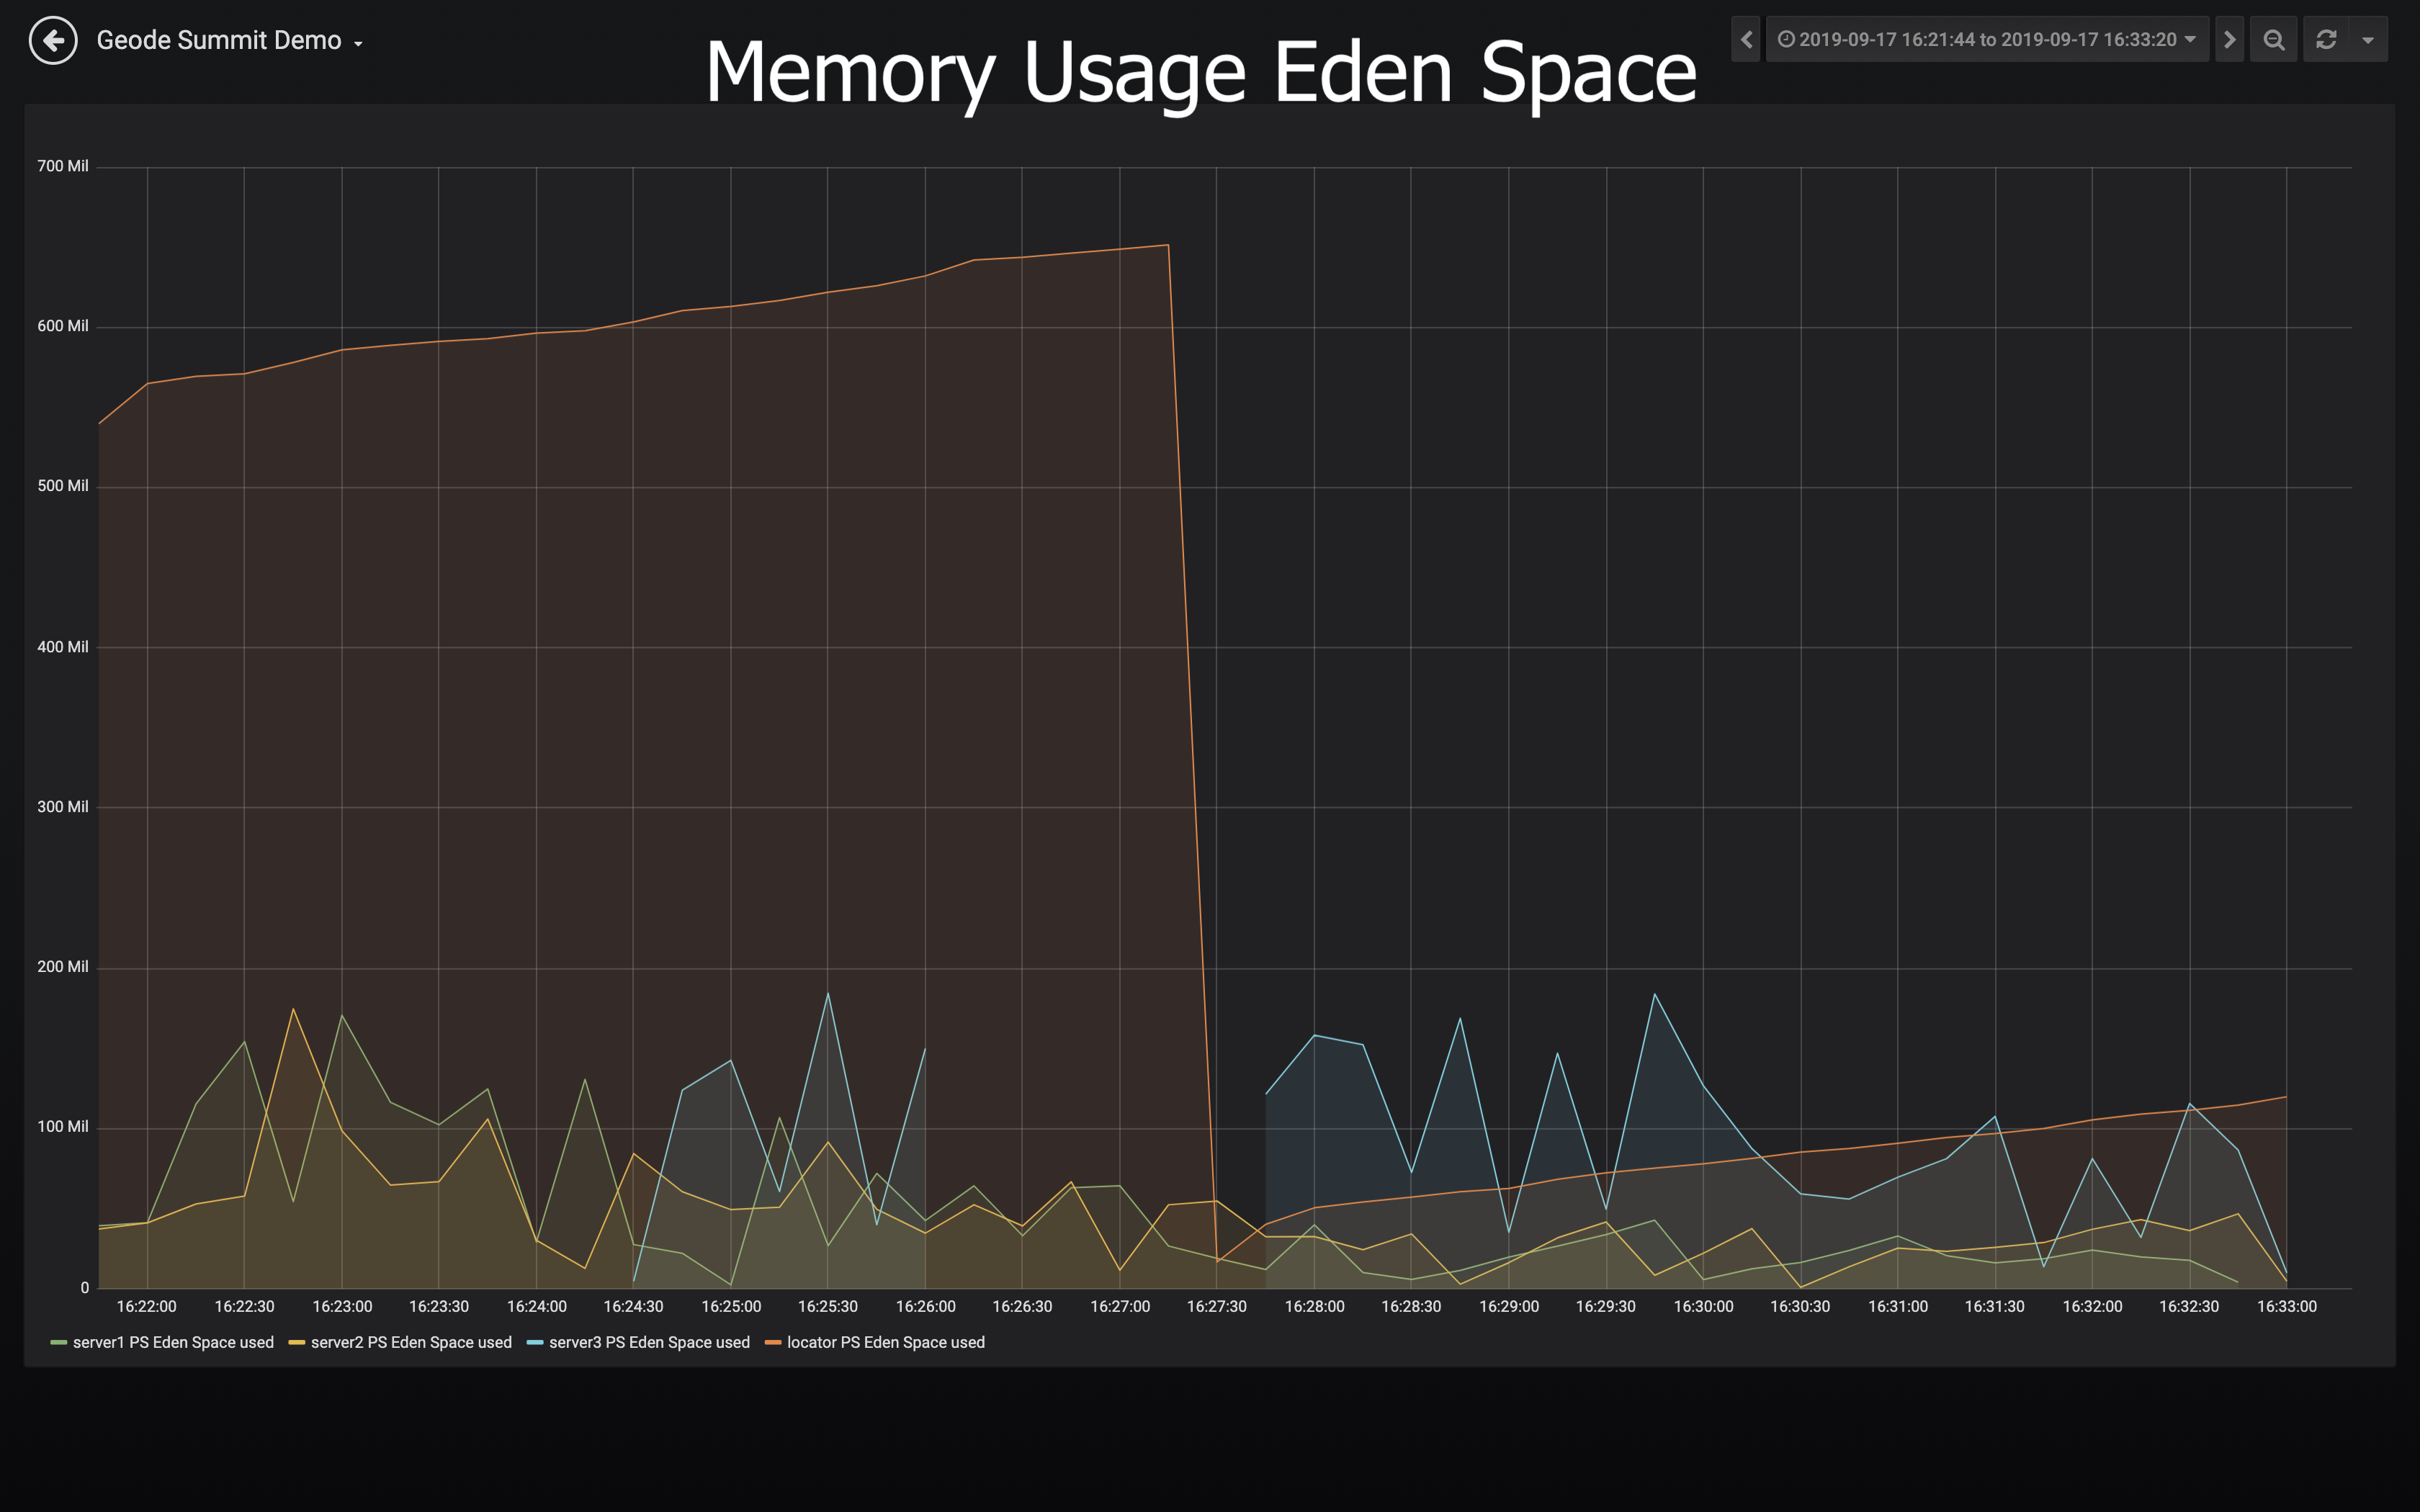 Geode Summit Demo
Memory Usage Eden Space
2019-09-17 16:21:44 to 2019-09-17 16:33:20
700 Mil
600 Mil
500 Mil
400 Mil
300 Mil
200 Mil
100 Mil
0
16:22:00 16:22:30 16:23:00 16:23:30 16:24:00 16:24:30 16:25:00 16:25:30 16:26:00 16:26:30 16:27:00 16:27:30 16:28:00 16:28:30 16:29:00 16:29:30 16:30:00 16:30:30 16:31:00 16:31:30 16:32:00 16:32:30 16:33:00
server1 PS Eden Space used server2 PS Eden Space used server3 PS Eden Space used locator PS Eden Space used